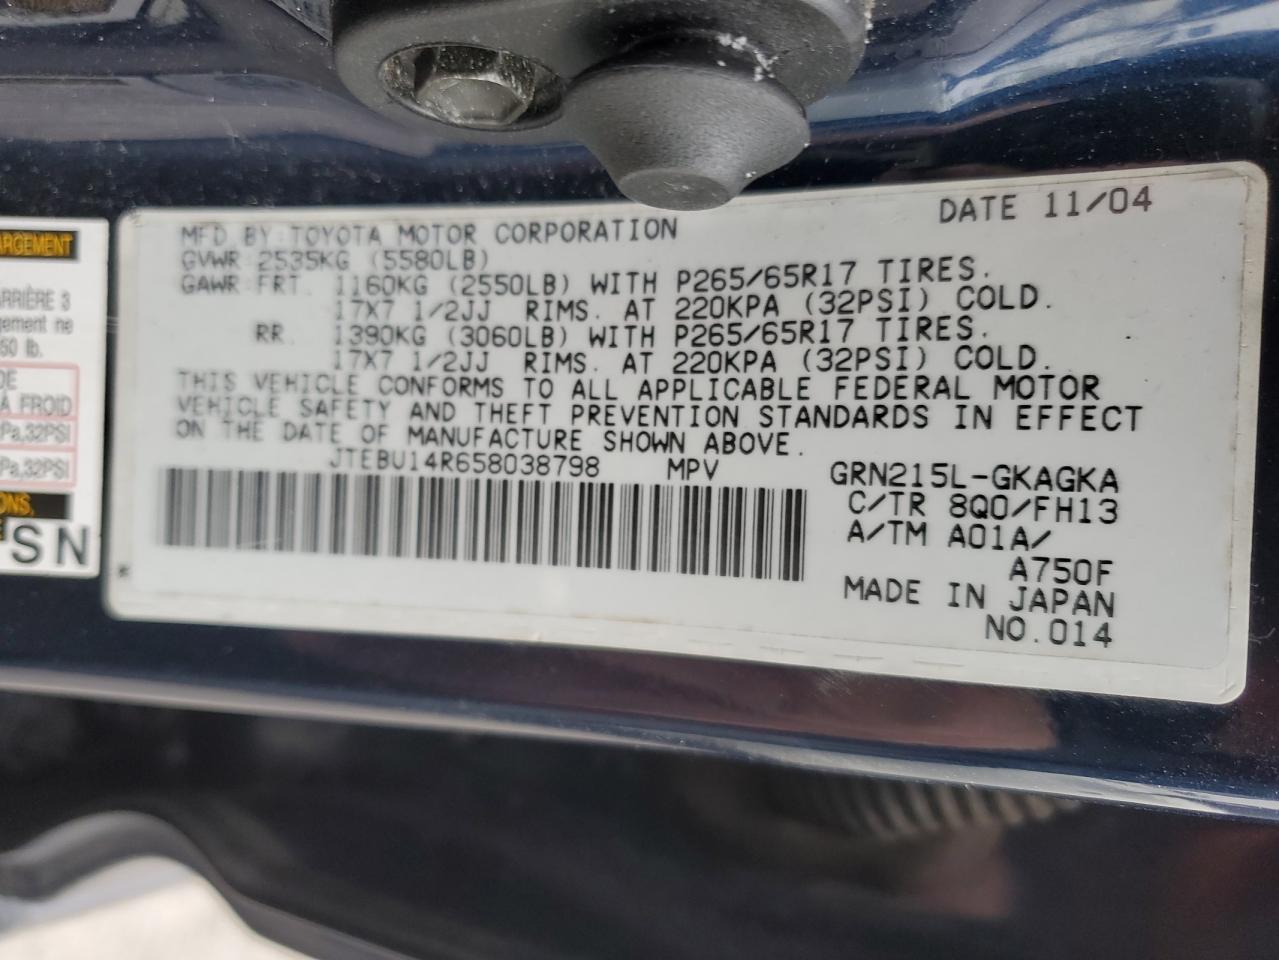 ARGEMENT
ARRIÈRE 3
gement ne
60 lb.
DE
A FROID
Pa,32PSI
Pa,32PSI
ONS,
E
SN
DATE 11/04
MFD. BY: TOYOTA MOTOR CORPORATION
GVWR: 2535KG (5580LB)
GAWR: FRT. 1160KG (2550LB) WITH P265/65R17 TIRES.
17X7 1/2JJ RIMS. AT 220KPA (32PSI) COLD.
RR. 1390KG (3060LB) WITH P265/65R17 TIRES.
17X7 1/2JJ RIMS. AT 220KPA (32PSI) COLD.
THIS VEHICLE CONFORMS TO ALL APPLICABLE FEDERAL MOTOR
VEHICLE SAFETY AND THEFT PREVENTION STANDARDS IN EFFECT
ON THE DATE OF MANUFACTURE SHOWN ABOVE.
JTEBU14R658038798 MPV
GRN215L-GKAGKA
C/TR 8Q0/FH13
A/TM A01A/
A750F
MADE IN JAPAN
NO.014